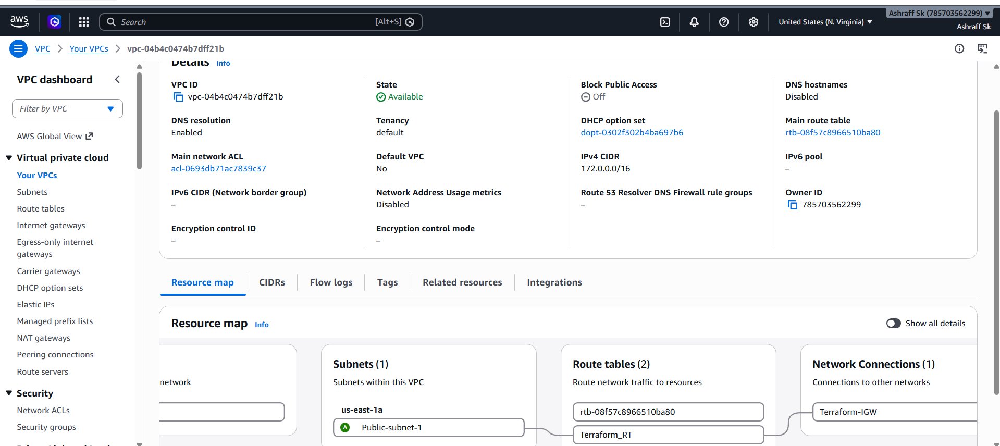 aws
Search
[Alt+S]
United States (N. Virginia)
Ashraff Sk (785703562299)
Ashraff Sk
VPC
Your VPCs
vpc-04b4c0474b7dff21b
VPC dashboard
Filter by VPC
AWS Global View
Virtual private cloud
Your VPCs
Subnets
Route tables
Internet gateways
Egress-only internet
gateways
Carrier gateways
DHCP option sets
Elastic IPs
Managed prefix lists
NAT gateways
Peering connections
Route servers
Security
Network ACLs
Security groups
Details Info
VPC ID
vpc-04b4c0474b7dff21b
State
Available
Block Public Access
Off
DNS hostnames
Disabled
DNS resolution
Enabled
Tenancy
default
DHCP option set
dopt-0302f302b4ba697b6
Main route table
rtb-08f57c8966510ba80
Main network ACL
acl-0693db71ac7839c37
Default VPC
No
IPv4 CIDR
172.0.0.0/16
IPv6 pool
–
IPv6 CIDR (Network border group)
–
Network Address Usage metrics
Disabled
Route 53 Resolver DNS Firewall rule groups
–
Owner ID
785703562299
Encryption control ID
–
Encryption control mode
–
Resource map
CIDRs
Flow logs
Tags
Related resources
Integrations
Resource map Info
Show all details
network
Subnets (1)
Subnets within this VPC
us-east-1a
A Public-subnet-1
Route tables (2)
Route network traffic to resources
rtb-08f57c8966510ba80
Terraform_RT
Network Connections (1)
Connections to other networks
Terraform-IGW